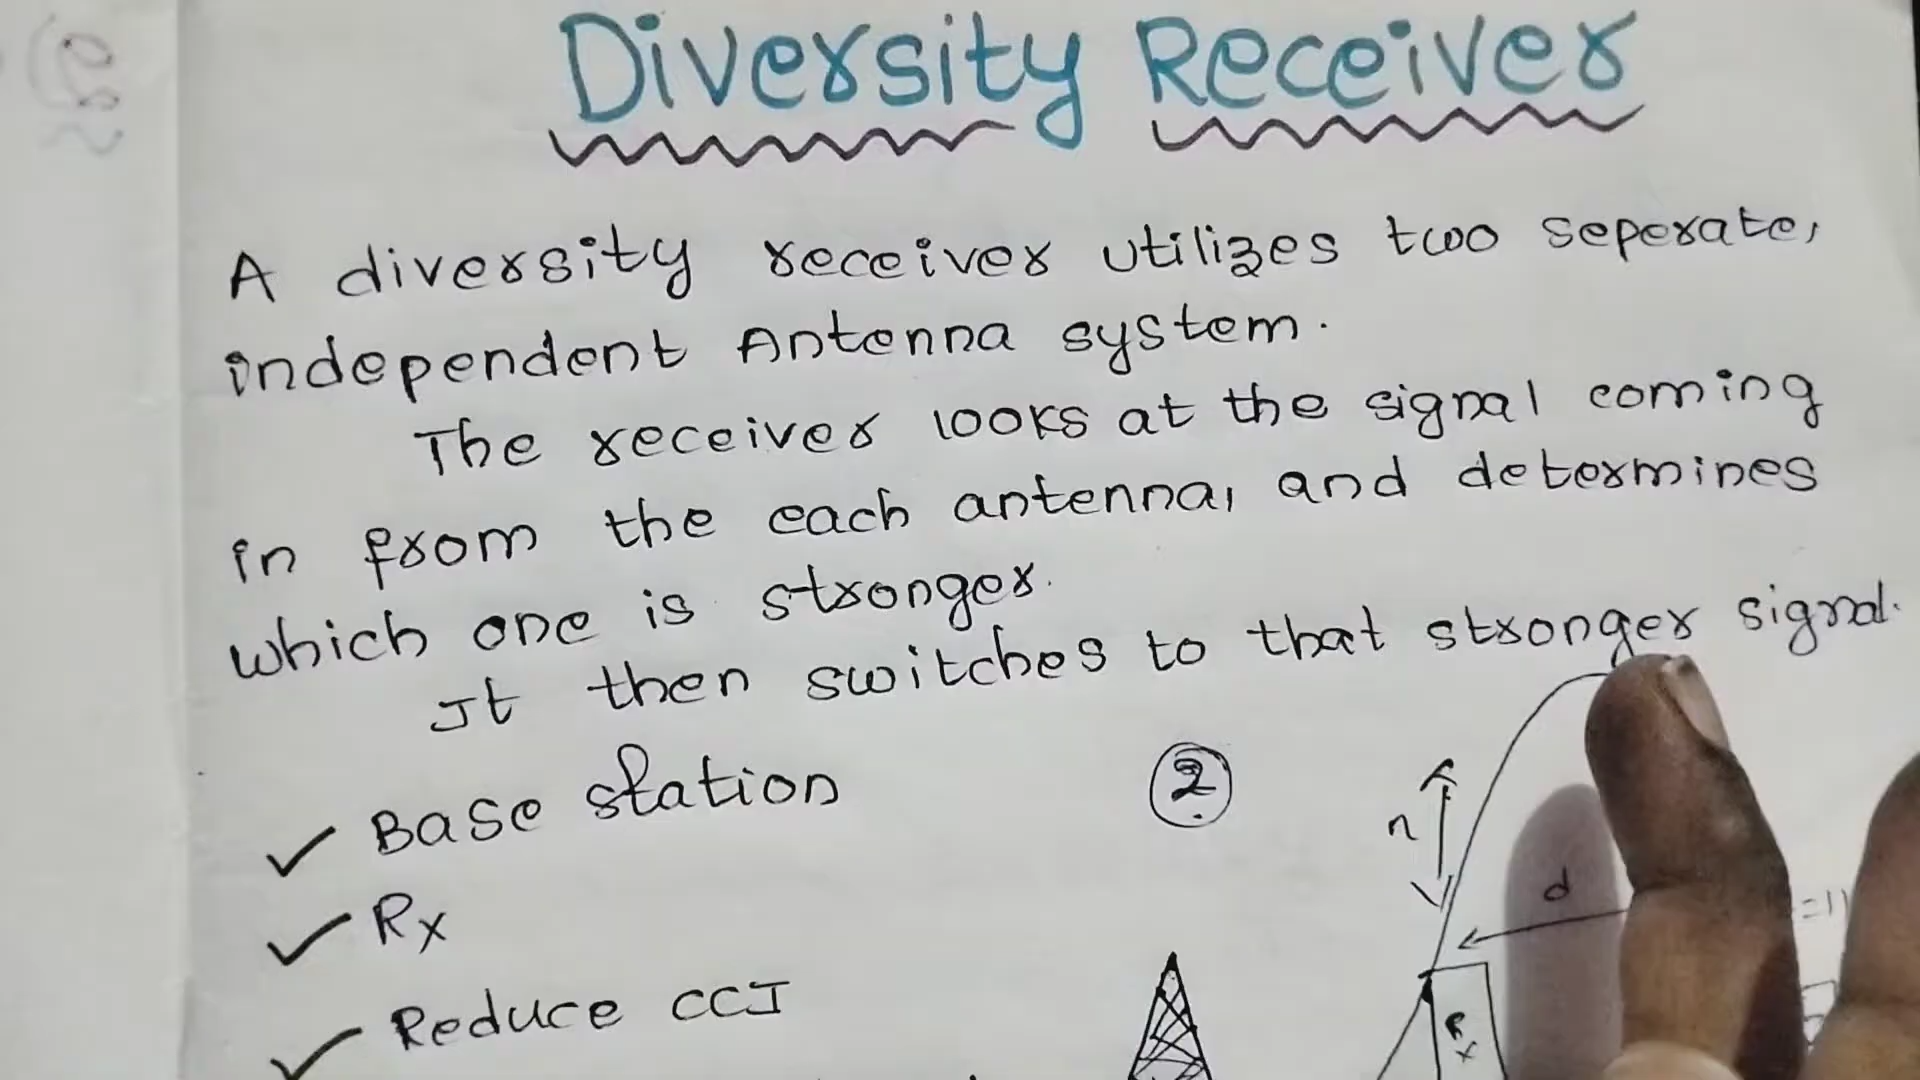 Diversity Receiver
A diversity receiver utilizes two seperate,
independent Antenna system.
The receiver looks at the signal coming
in from the each antenna, and determines
which one is stronger.
It then switches to that stronger signal.
✓ Base station
2
n
d
✓ Rx
=1)
✓ Reduce CCI
Rx